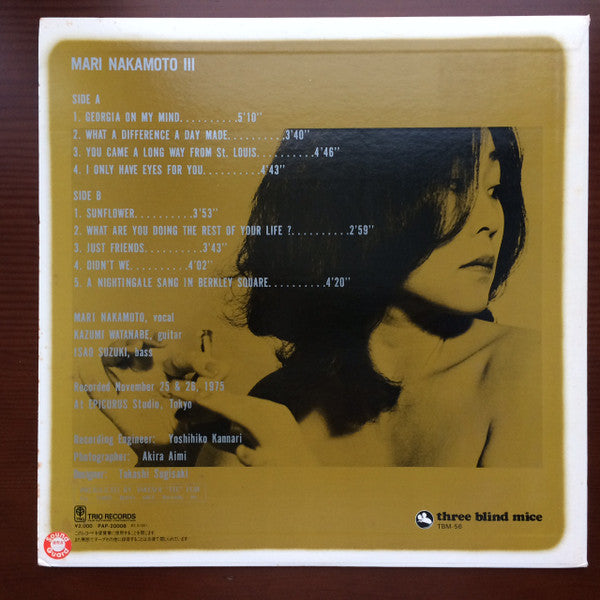 MARI NAKAMOTO III
SIDE A
1. GEORGIA ON MY MIND..........5'10''
2. WHAT A DIFFERENCE A DAY MADE..........3'40''
3. YOU CAME A LONG WAY FROM St. LOUIS..........4'46''
4. I ONLY HAVE EYES FOR YOU..........4'43''
SIDE B
1. SUNFLOWER..........3'53''
2. WHAT ARE YOU DOING THE REST OF YOUR LIFE ?..........2'59''
3. JUST FRIENDS..........3'43''
4. DIDN'T WE..........4'02''
5. A NIGHTINGALE SANG IN BERKLEY SQUARE..........4'20''
MARI NAKAMOTO, vocal
KAZUMI WATANABE, guitar
ISAO SUZUKI, bass
Recorded November 25 & 26, 1975
At EPICURUS Studio, Tokyo
Recording Engineer: Yoshihiko Kannari
Photographer: Akira Aimi
Designer: Takashi Sugisaki
TRIO RECORDS
¥2,000 PAP-20006
three blind mice
TBM-56
Sound Guard